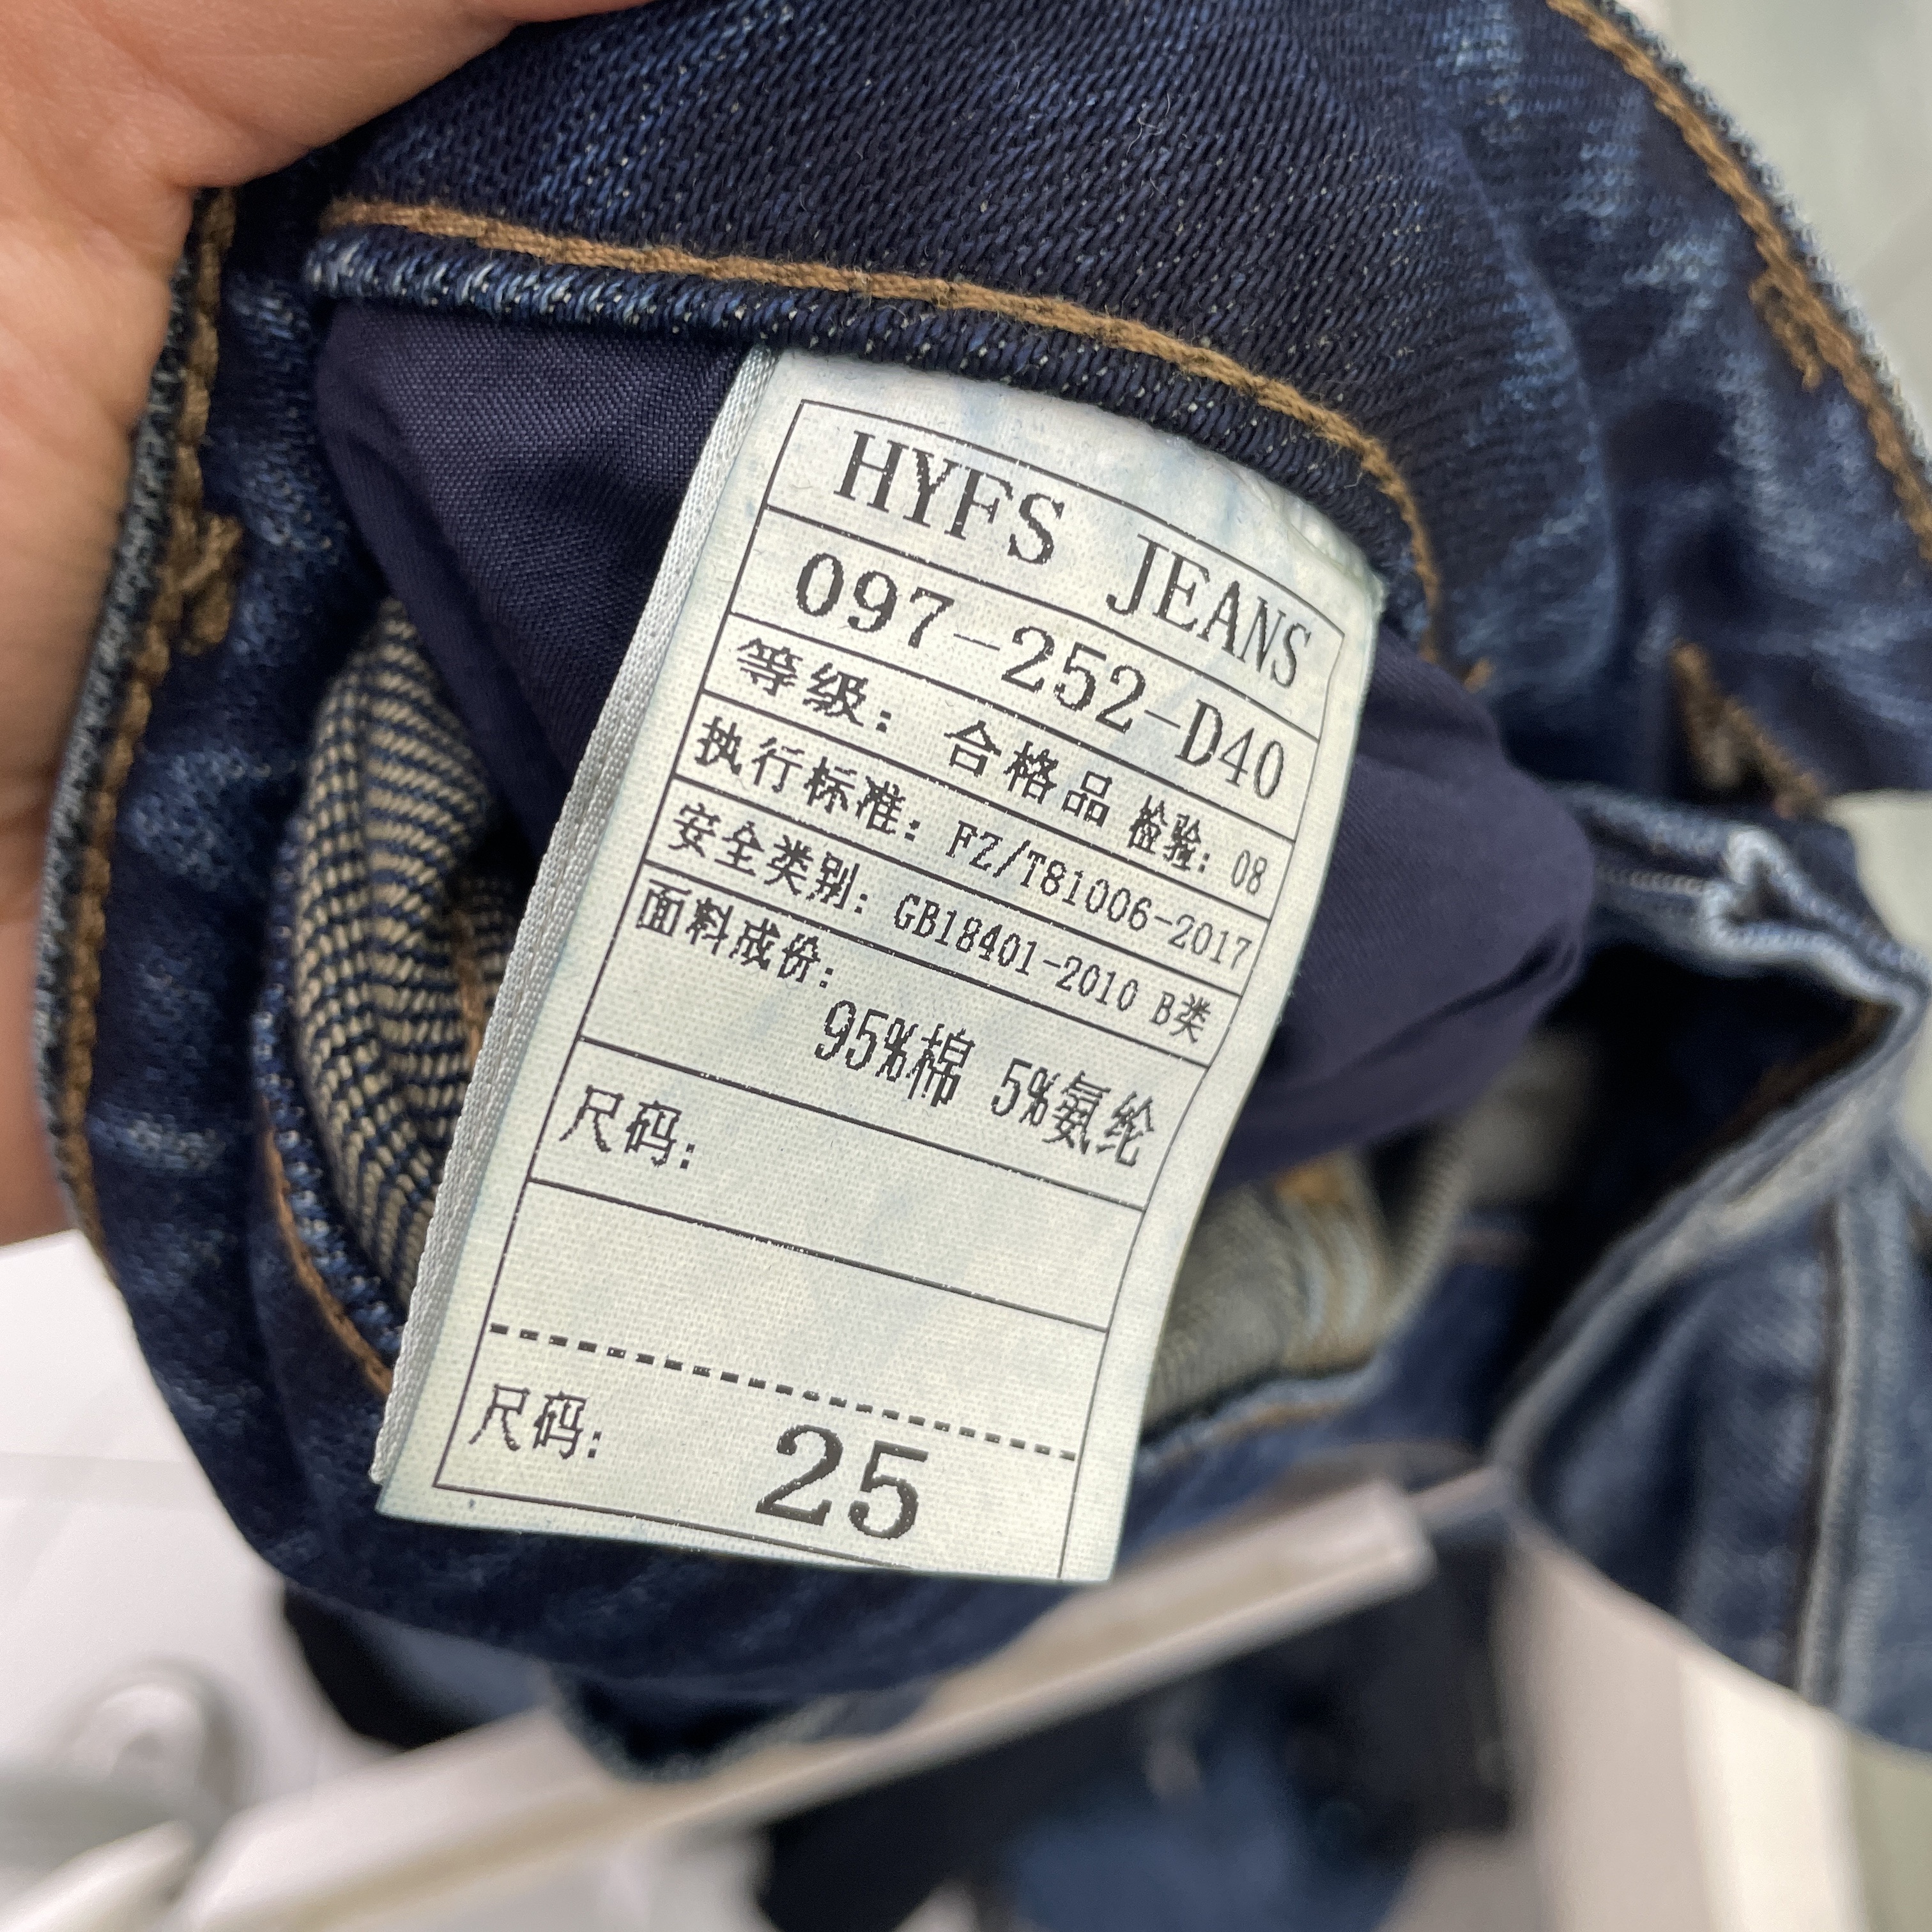 HYFS JEANS
097-252-D40
等级: 合格品 检验: 08
执行标准: FZ/T81006-2017
安全类别: GB18401-2010 B类
面料成份:
95%棉 5%氨纶
尺码:
尺码: 25